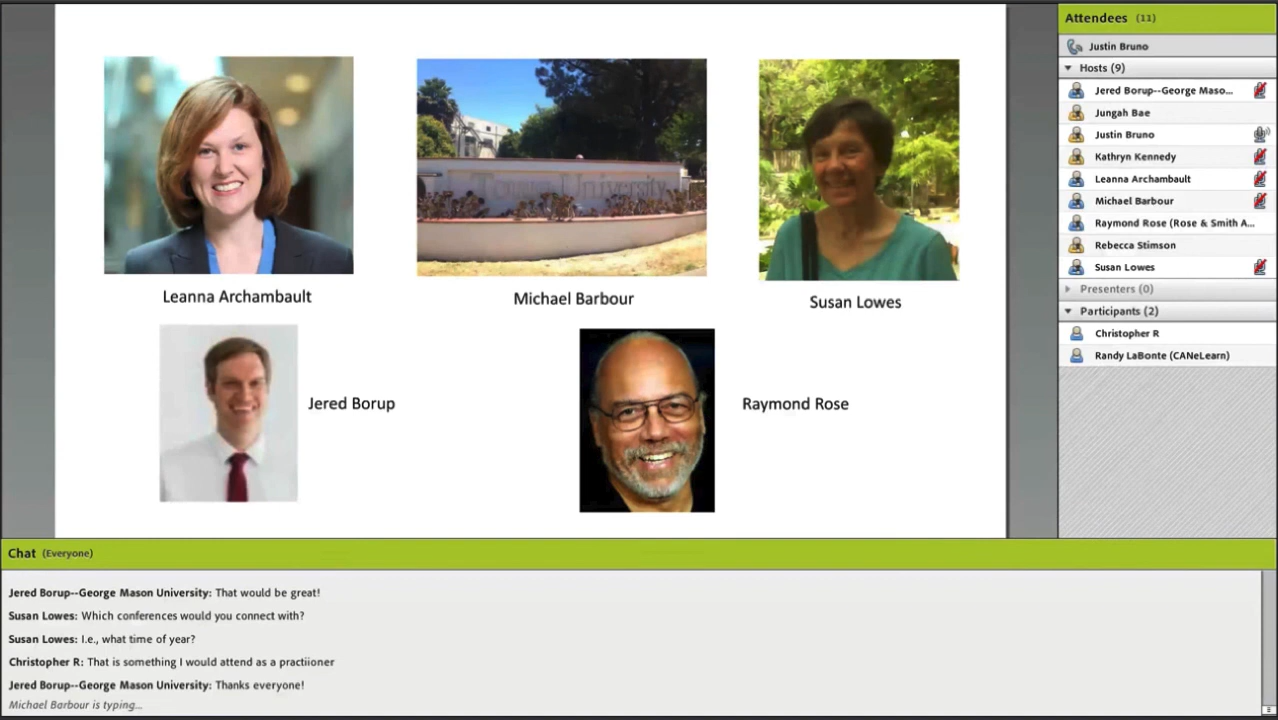 Leanna Archambault
Michael Barbour
Susan Lowes
Jered Borup
Raymond Rose
Attendees (11)
Justin Bruno
Hosts (9)
Jered Borup--George Maso...
Jungah Bae
Justin Bruno
Kathryn Kennedy
Leanna Archambault
Michael Barbour
Raymond Rose (Rose & Smith A...
Rebecca Stimson
Susan Lowes
Presenters (0)
Participants (2)
Christopher R
Randy LaBonte (CANeLearn)
Chat (Everyone)
Jered Borup--George Mason University: That would be great!
Susan Lowes: Which conferences would you connect with?
Susan Lowes: I.e., what time of year?
Christopher R: That is something I would attend as a practiioner
Jered Borup--George Mason University: Thanks everyone!
Michael Barbour is typing...